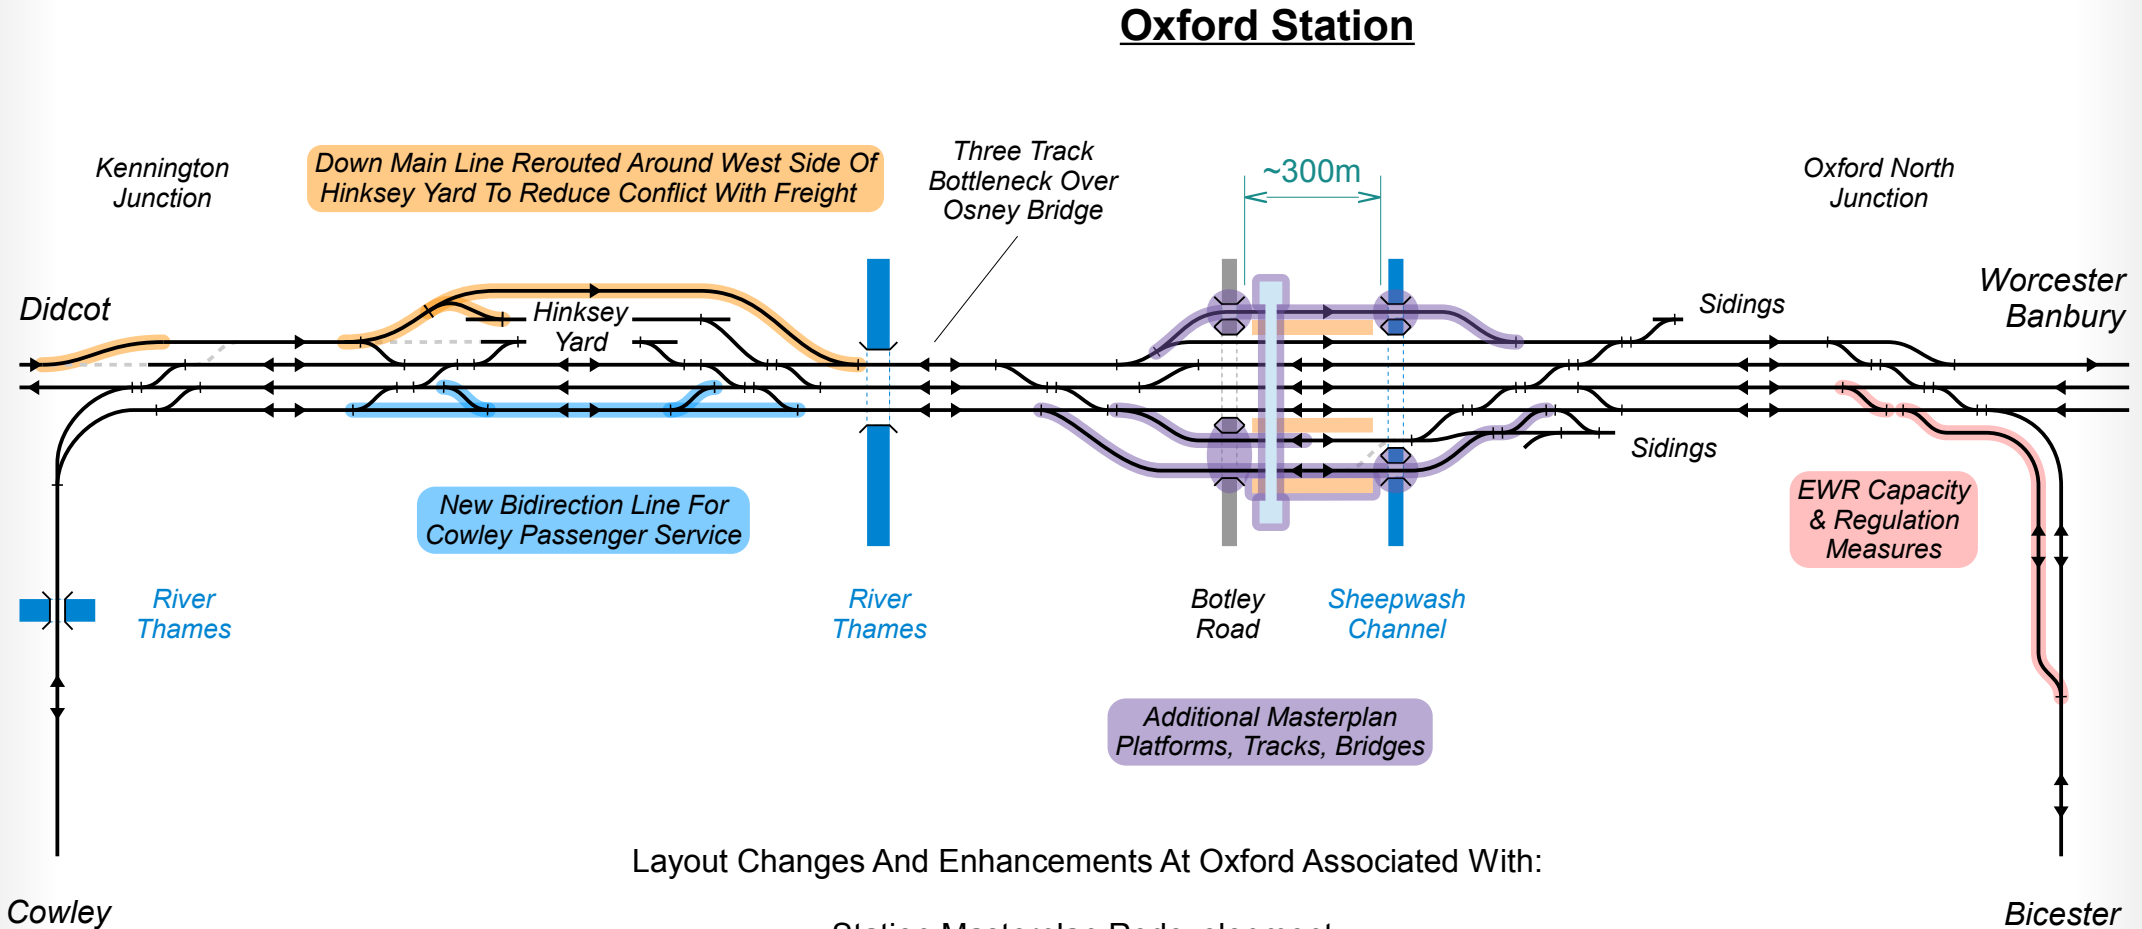 Oxford Station
Kennington
Junction
Down Main Line Rerouted Around West Side Of
Hinksey Yard To Reduce Conflict With Freight
Three Track
Bottleneck Over
Osney Bridge
~300m
Oxford North
Junction
Didcot
Hinksey
Yard
Sidings
Worcester
Banbury
Sidings
New Bidirection Line For
Cowley Passenger Service
EWR Capacity
& Regulation
Measures
River
Thames
River
Thames
Botley
Road
Sheepwash
Channel
Additional Masterplan
Platforms, Tracks, Bridges
Layout Changes And Enhancements At Oxford Associated With:
Cowley
Bicester
Station Masterplan Redevelopment